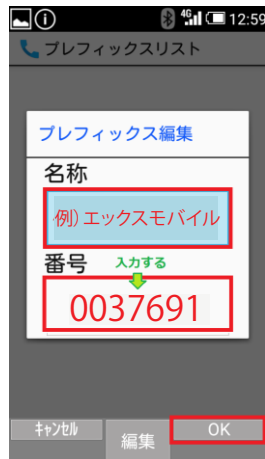 12:59
プレフィックスリスト
プレフィックス編集
名称
例) エックスモバイル
番号 入力する
0037691
ｷｬﾝｾﾙ 編集 OK